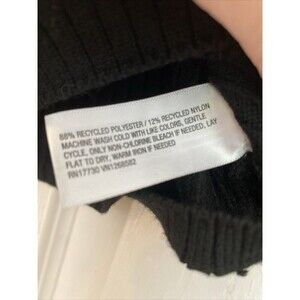 88% RECYCLED POLYESTER / 12% RECYCLED NYLON
MACHINE WASH COLD WITH LIKE COLORS, GENTLE
CYCLE, ONLY NON-CHLORINE BLEACH IF NEEDED, LAY
FLAT TO DRY, WARM IRON IF NEEDED
RN17730 VN1268582